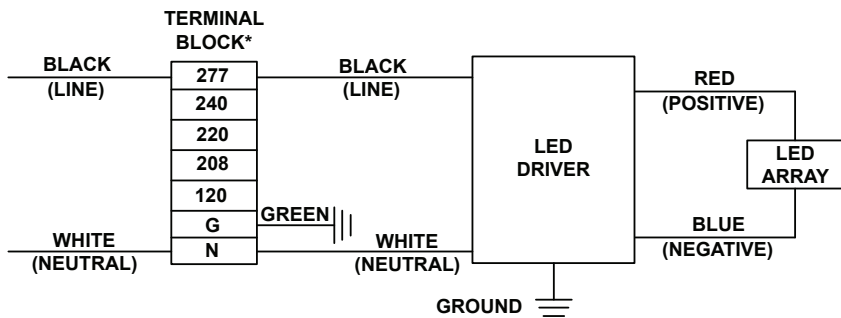 TERMINAL
BLOCK*
BLACK
(LINE)
277
240
220
208
120
G
N
GREEN
WHITE
(NEUTRAL)
BLACK
(LINE)
WHITE
(NEUTRAL)
LED
DRIVER
GROUND
RED
(POSITIVE)
LED
ARRAY
BLUE
(NEGATIVE)